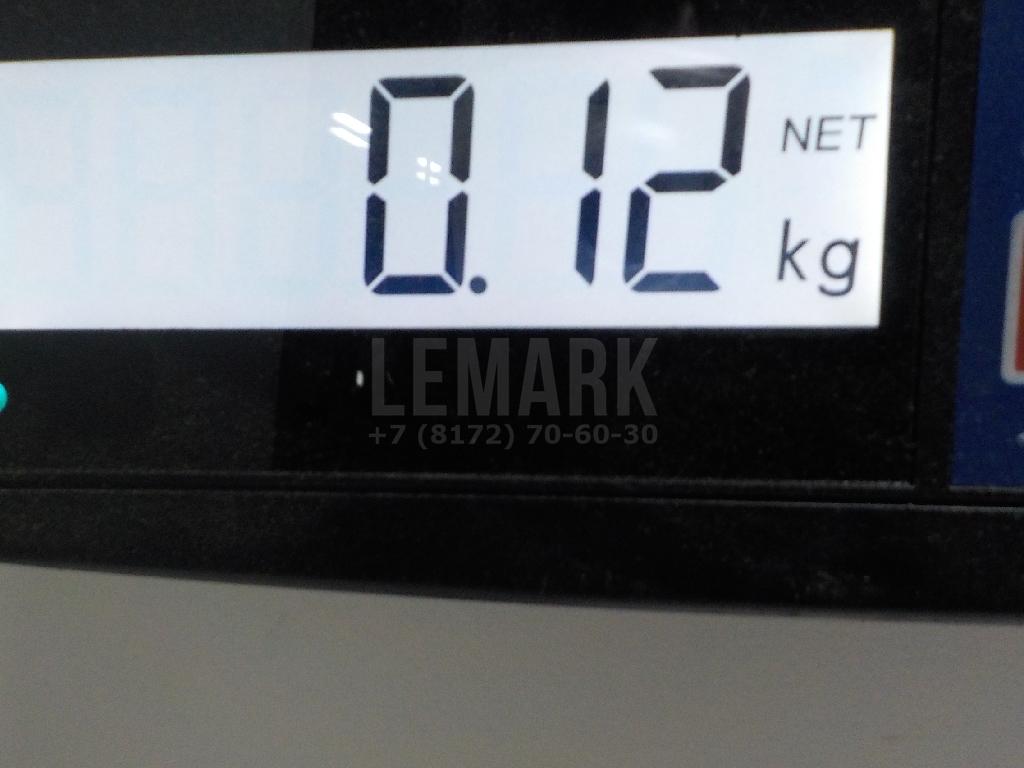 0.12
NET
kg
LEMARK
+7 (8172) 70-60-30